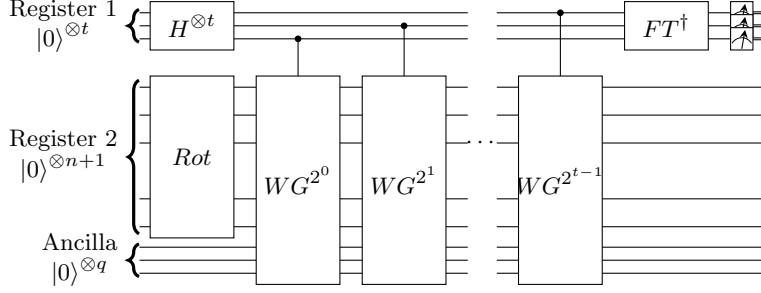 Register 1
|0⟩^{⊗t}
H^{⊗t}
FT^†
Register 2
|0⟩^{⊗n+1}
Rot
WG^{2^0}
WG^{2^1}
...
WG^{2^{t−1}}
Ancilla
|0⟩^{⊗q}